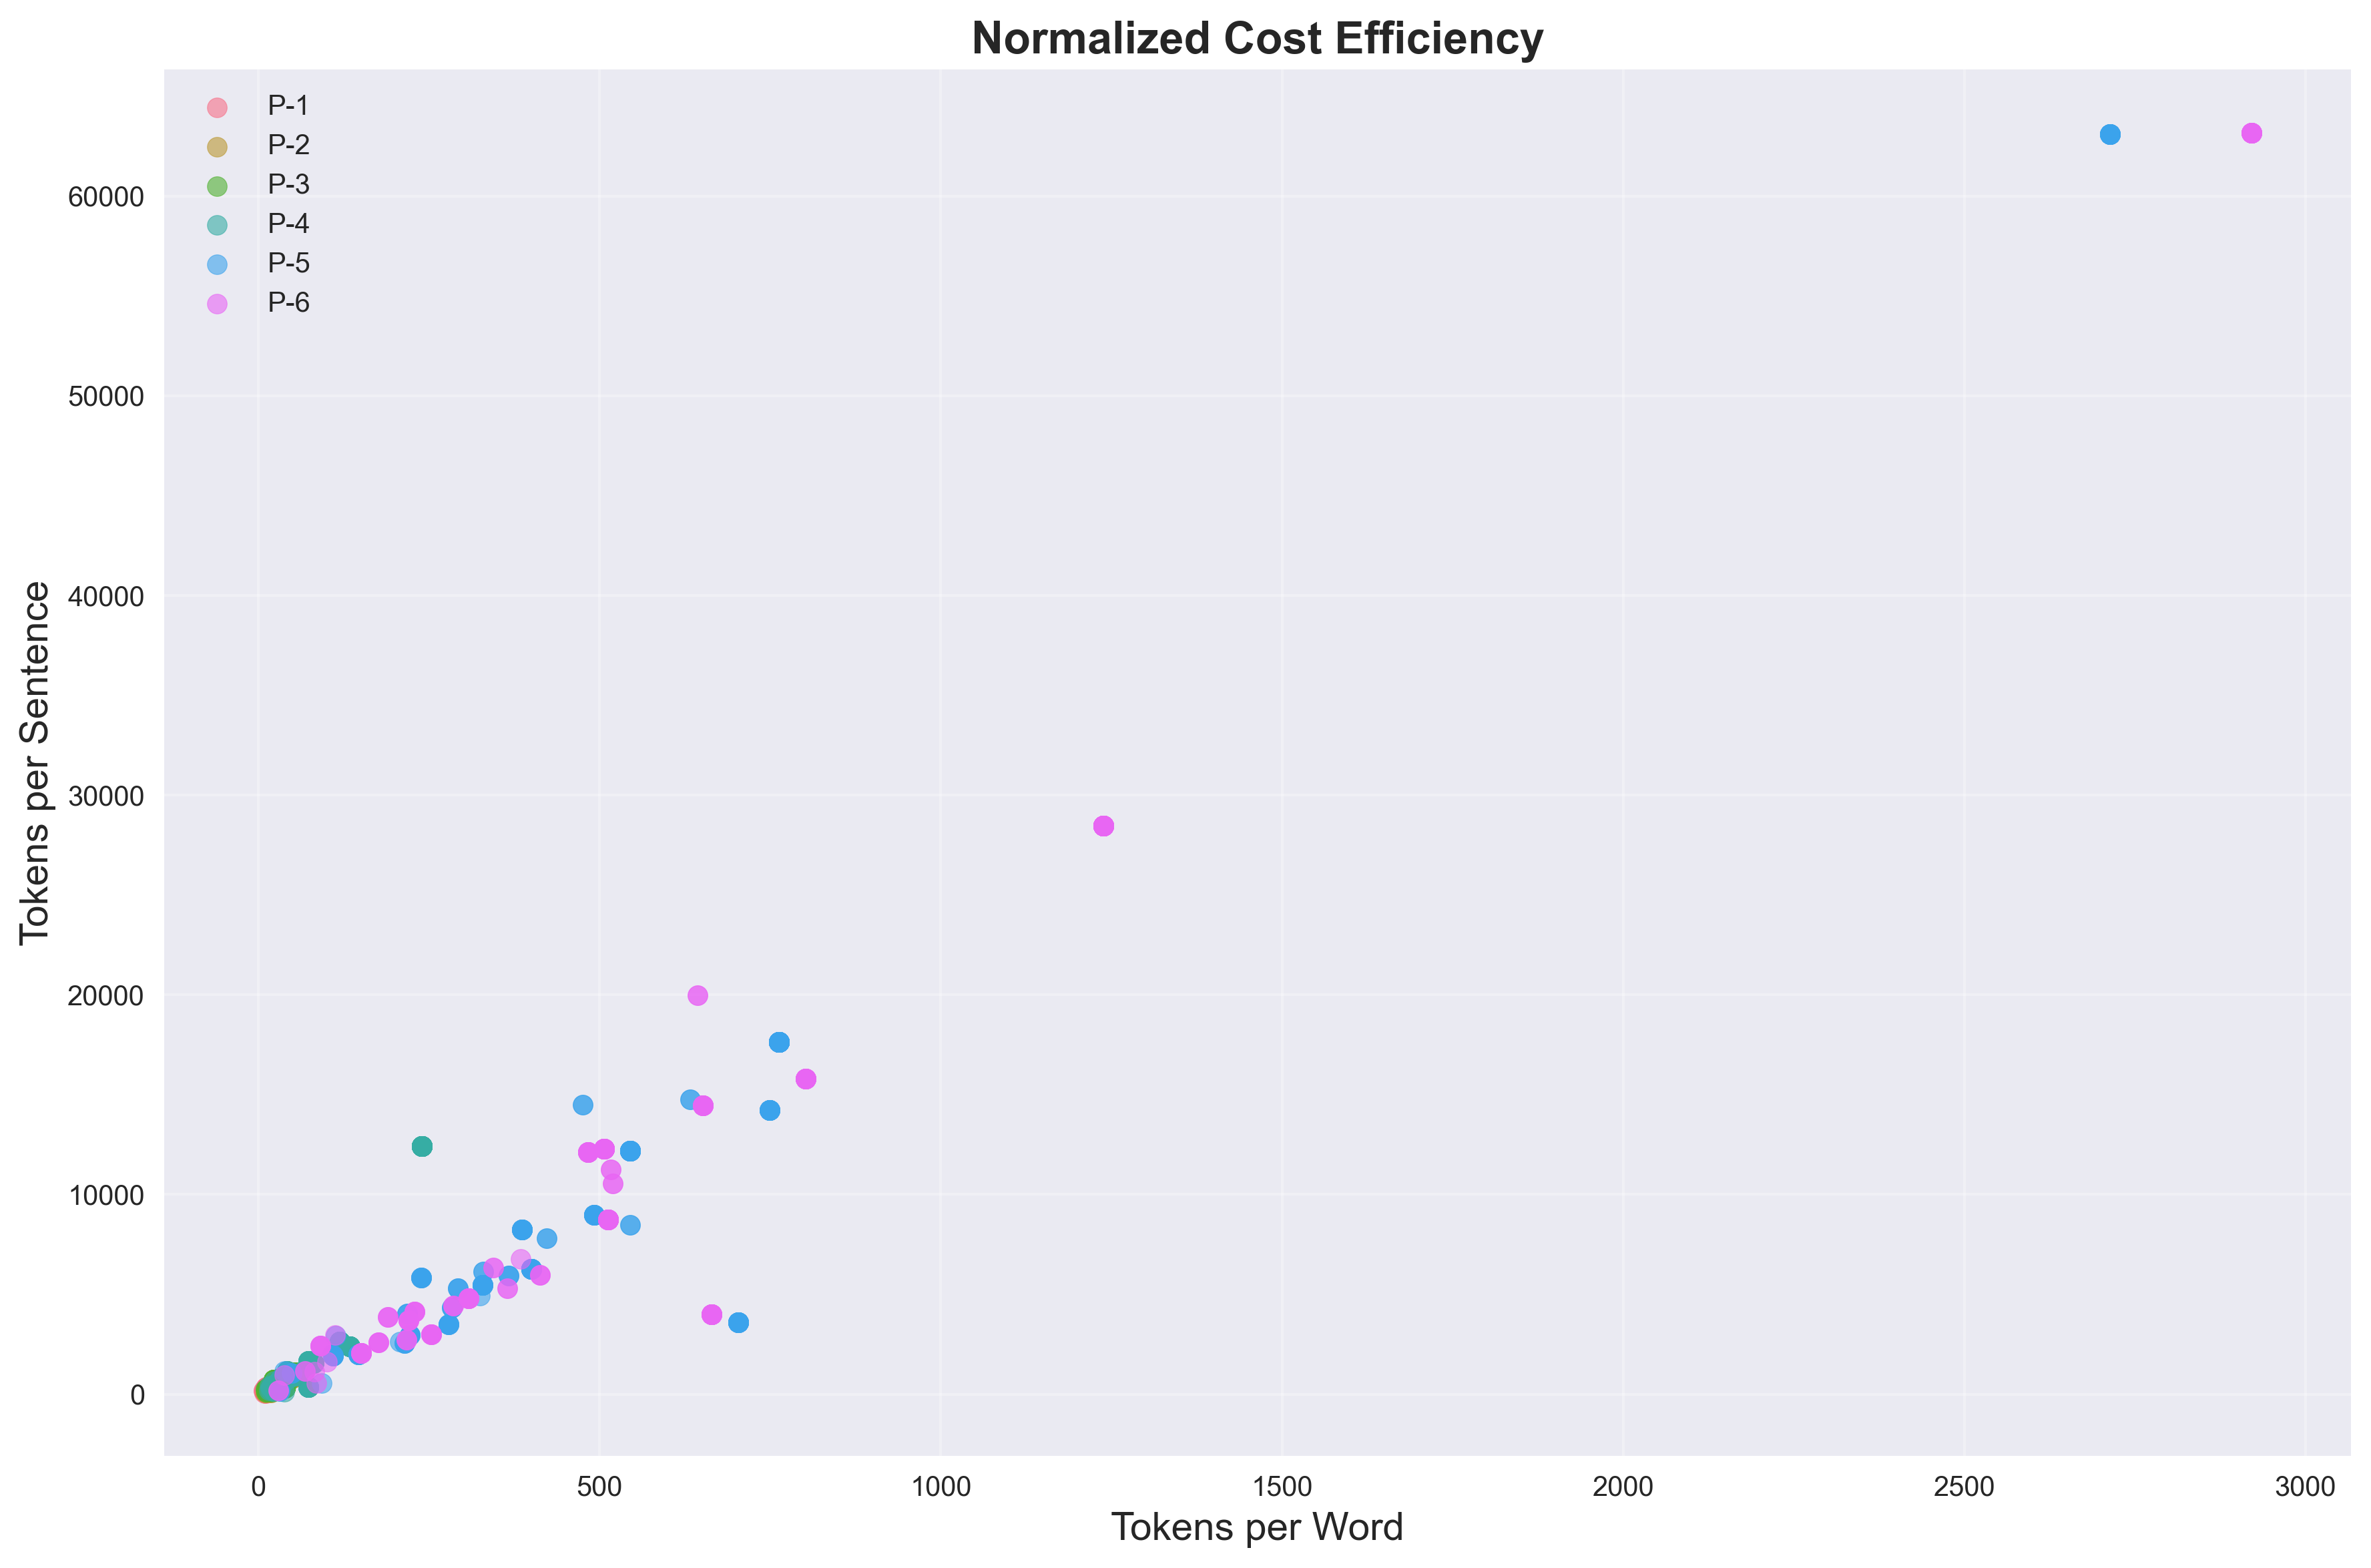 Normalized Cost Efficiency
P-1
P-2
P-3
P-4
P-5
P-6
60000
50000
40000
30000
20000
10000
0
Tokens per Sentence
0 500 1000 1500 2000 2500 3000
Tokens per Word